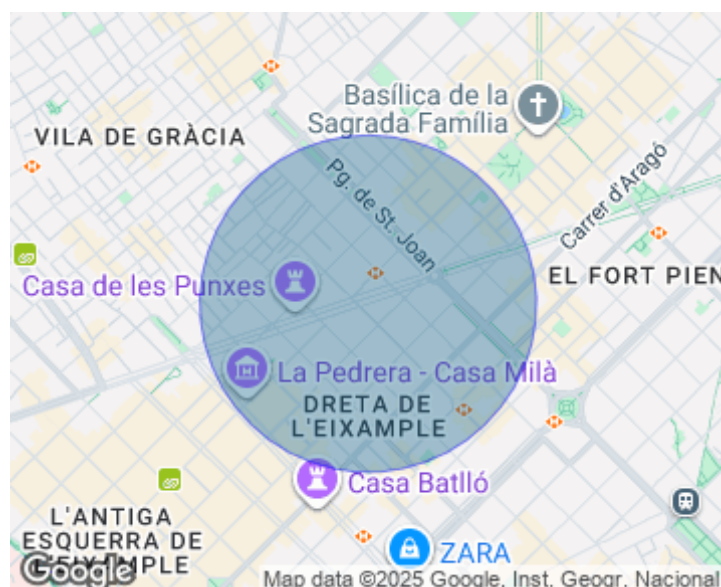 Basílica de la
Sagrada Família
VILA DE GRÀCIA
Pg. de St. Joan
Carrer d'Aragó
Casa de les Punxes
EL FORT PIEN
La Pedrera - Casa Milà
DRETA DE
L'EIXAMPLE
Casa Batlló
L'ANTIGA
ESQUERRA DE
L'EIXAMPLE
ZARA
Google
Map data ©2025 Google, Inst. Geogr. Nacional